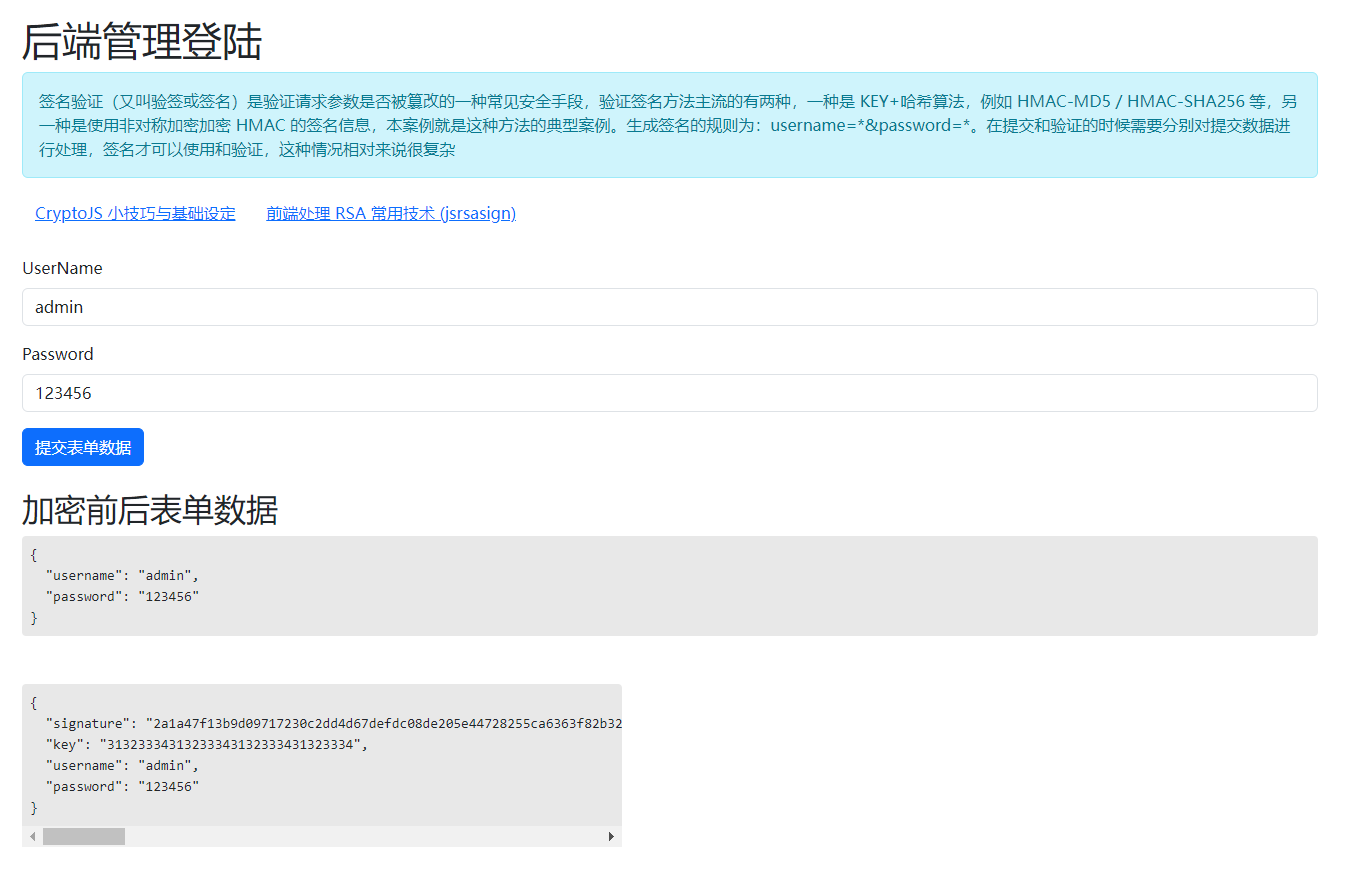 后端管理登陆
签名验证（又叫验签或签名）是验证请求参数是否被篡改的一种常见安全手段，验证签名方法主流的有两种，一种是 KEY+哈希算法，例如 HMAC-MD5 / HMAC-SHA256 等，另
一种是使用非对称加密加密 HMAC 的签名信息，本案例就是这种方法的典型案例。生成签名的规则为：username=*&password=*。在提交和验证的时候需要分别对提交数据进
行处理，签名才可以使用和验证，这种情况相对来说很复杂
CryptoJS 小技巧与基础设定 前端处理 RSA 常用技术 (jsrsasign)
UserName
admin
Password
123456
提交表单数据
加密前后表单数据
{
"username": "admin",
"password": "123456"
}
{
"signature": "2a1a47f13b9d09717230c2dd4d67defdc08de205e44728255ca6363f82b32
"key": "31323334313233343132333431323334",
"username": "admin",
"password": "123456"
}